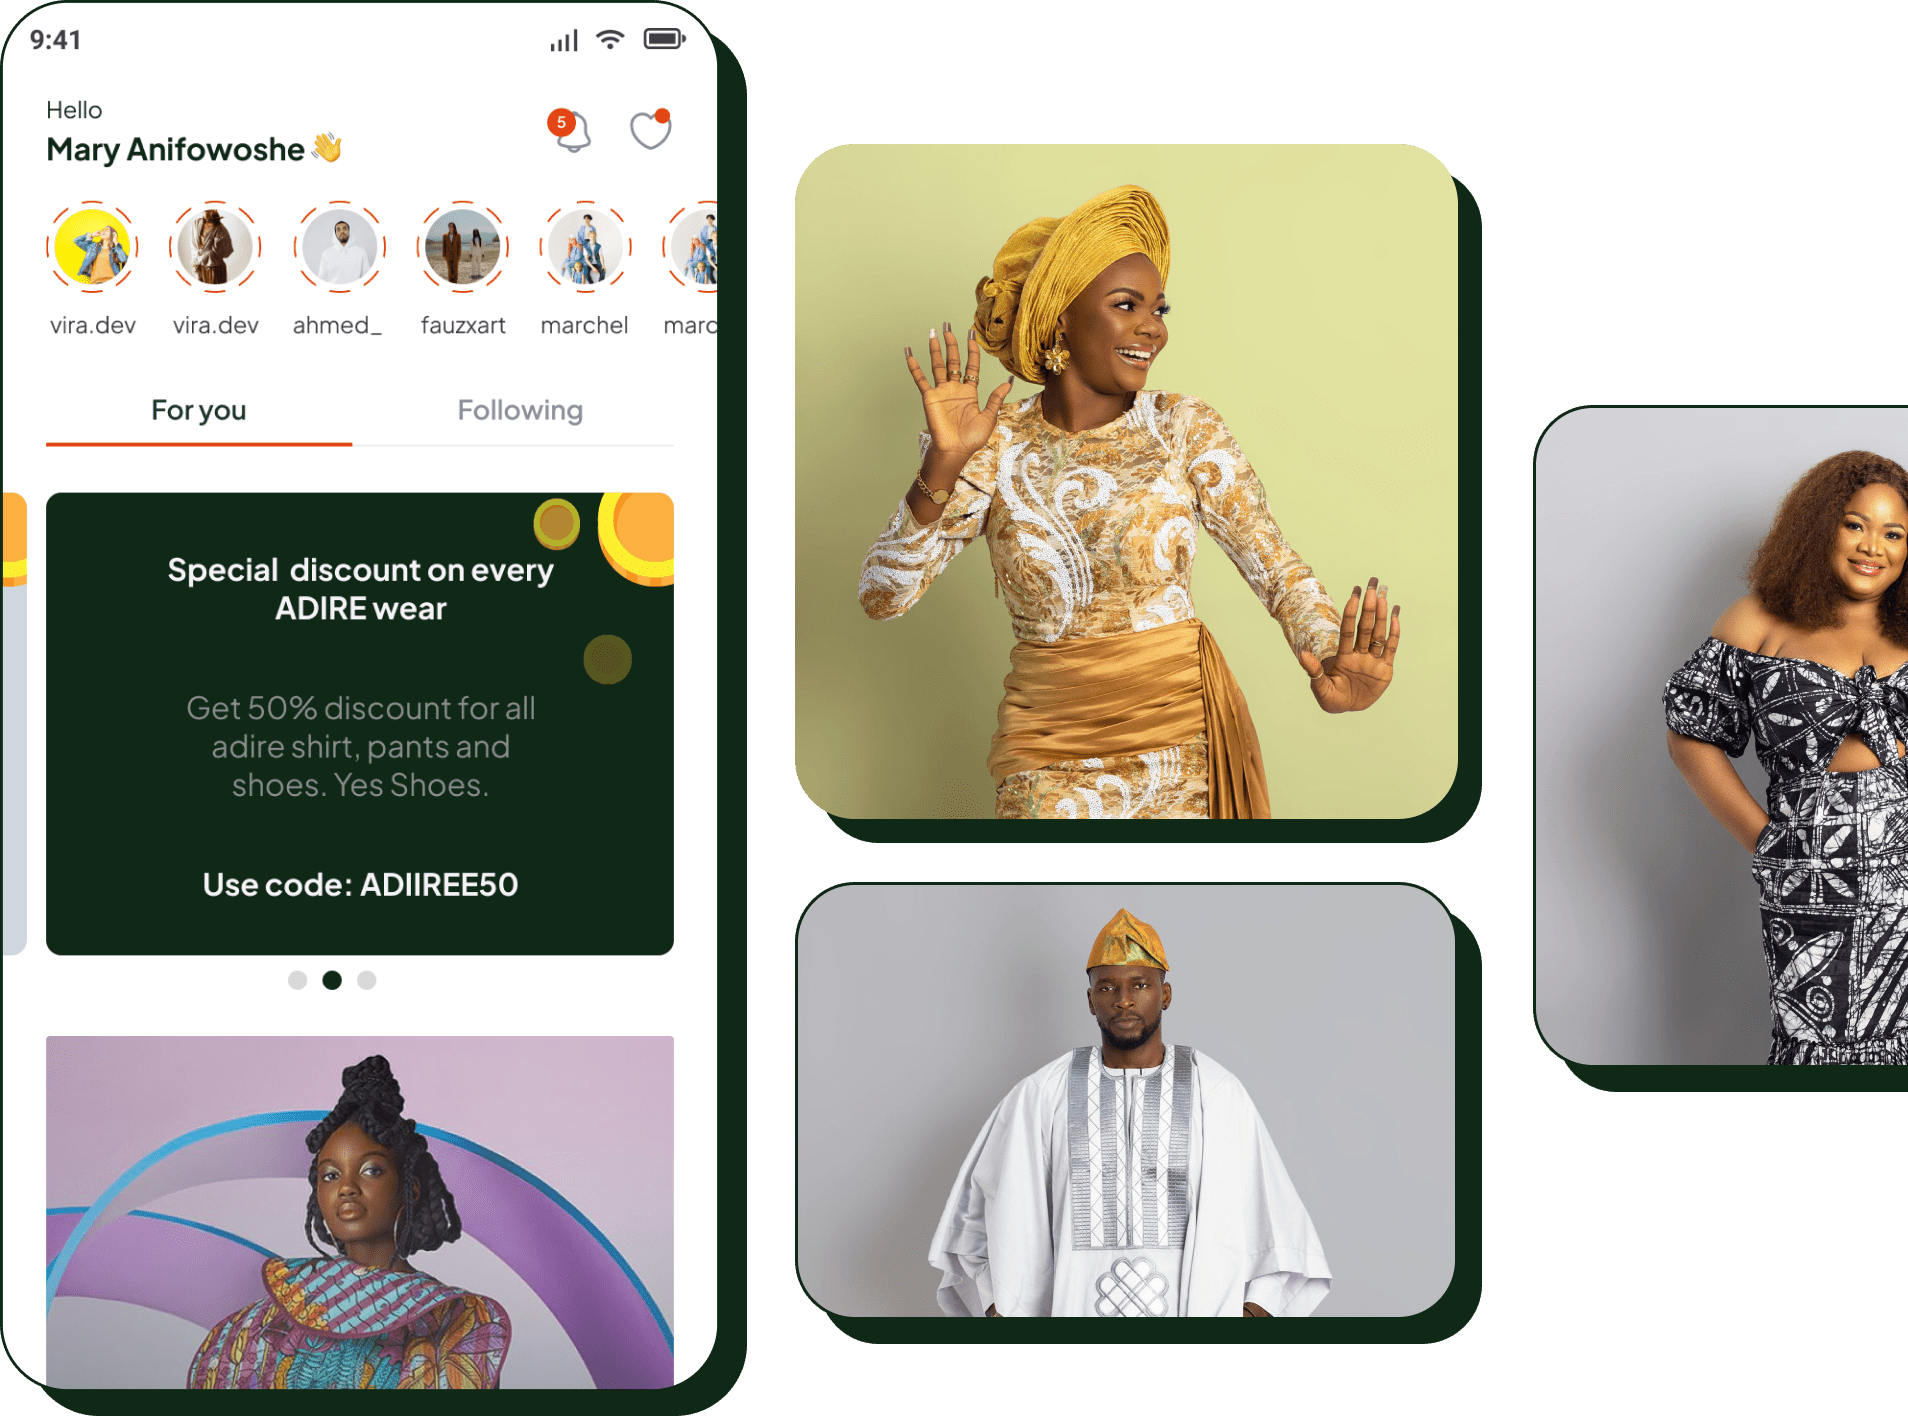 9:41
Hello
Mary Anifowoshe 👋
5
vira.dev
vira.dev
ahmed_
fauzxart
marchel
marc
For you
Following
Special discount on every
ADIRE wear
Get 50% discount for all
adire shirt, pants and
shoes. Yes Shoes.
Use code: ADIIREE50